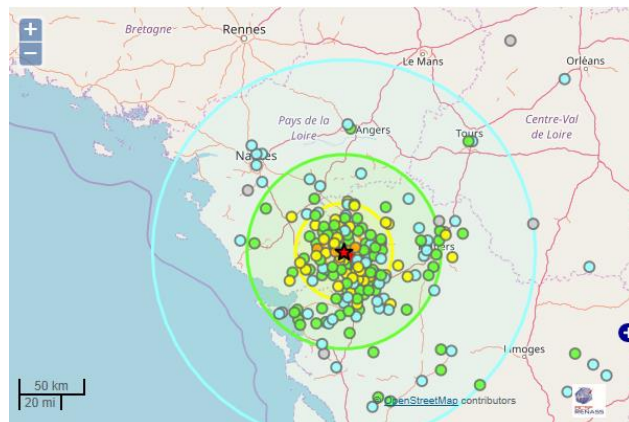 +
−
Bretagne
Rennes
Le Mans
Orléans
Pays de la
Loire
Angers
Tours
Centre-Val
de Loire
Limoges
50 km
20 mi
© OpenStreetMap contributors
RENASS